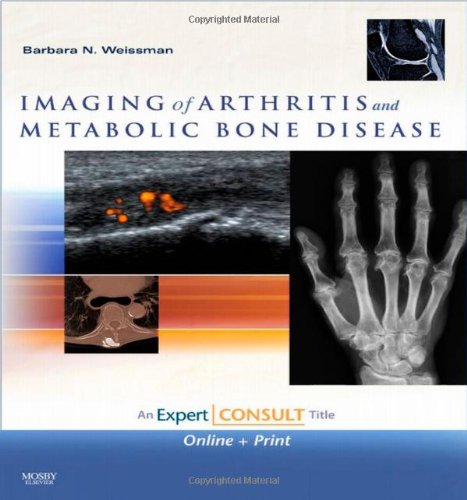 Copyrighted Material
Barbara N. Weissman
IMAGING of ARTHRITIS and
METABOLIC BONE DISEASE
An Expert CONSULT Title
Online + Print
MOSBY
ELSEVIER
Copyrighted Material